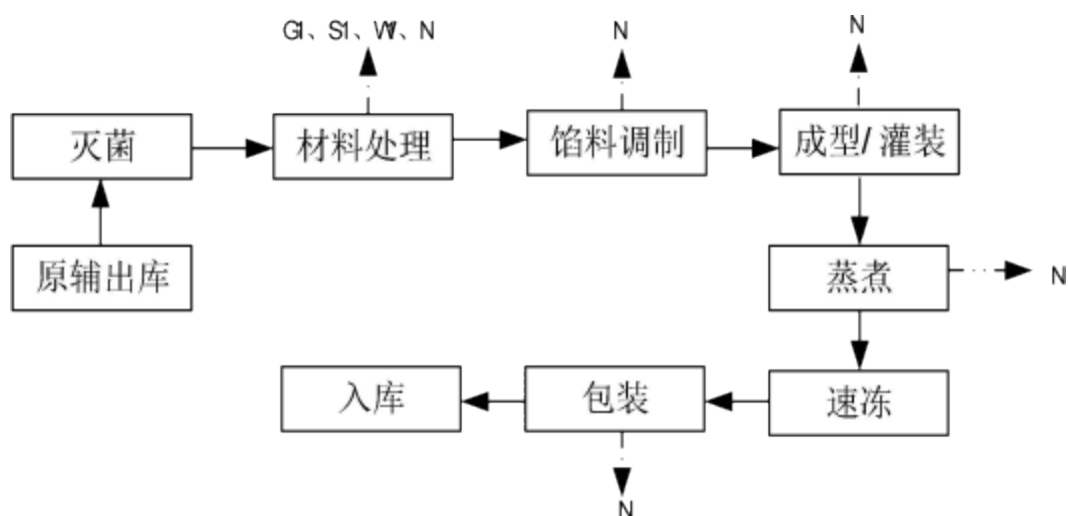 G1、S1、W1、N
N
N
灭菌
材料处理
馅料调制
成型/灌装
原辅出库
蒸煮
N
入库
包装
速冻
N